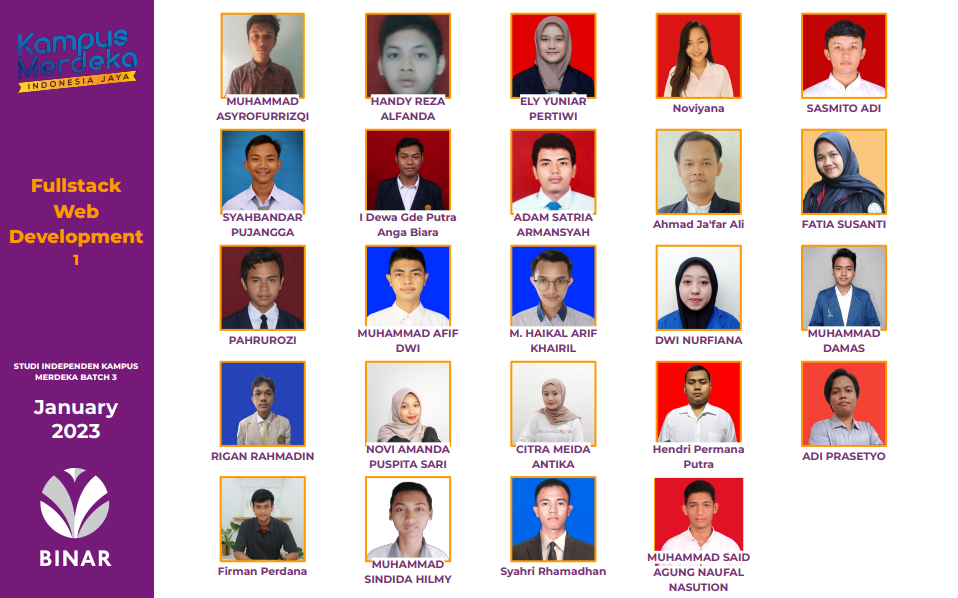 Kampus
Merdeka
INDONESIA JAYA
Fullstack
Web
Development
1
STUDI INDEPENDEN KAMPUS
MERDEKA BATCH 3
January
2023
BINAR
MUHAMMAD
ASYROFURRIZQI
HANDY REZA
ALFANDA
ELY YUNIAR
PERTIWI
Noviyana
SASMITO ADI
SYAHBANDAR
PUJANGGA
I Dewa Gde Putra
Anga Biara
ADAM SATRIA
ARMANSYAH
Ahmad Ja'far Ali
FATIA SUSANTI
PAHRUROZI
MUHAMMAD AFIF
DWI
M. HAIKAL ARIF
KHAIRIL
DWI NURFIANA
MUHAMMAD
DAMAS
RIGAN RAHMADIN
NOVI AMANDA
PUSPITA SARI
CITRA MEIDA
ANTIKA
Hendri Permana
Putra
ADI PRASETYO
Firman Perdana
MUHAMMAD
SINDIDA HILMY
Syahri Rhamadhan
MUHAMMAD SAID
AGUNG NAUFAL
NASUTION